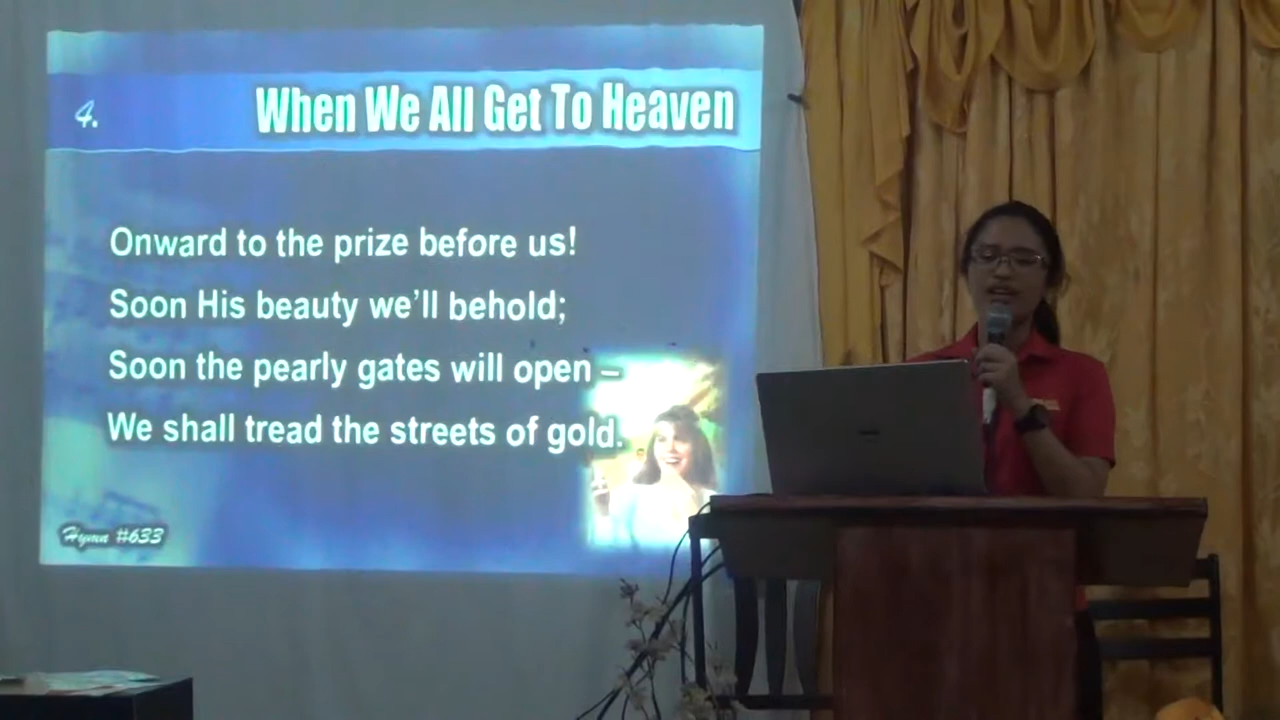 4.
When We All Get To Heaven
Onward to the prize before us!
Soon His beauty we'll behold;
Soon the pearly gates will open –
We shall tread the streets of gold.
Hymn #633